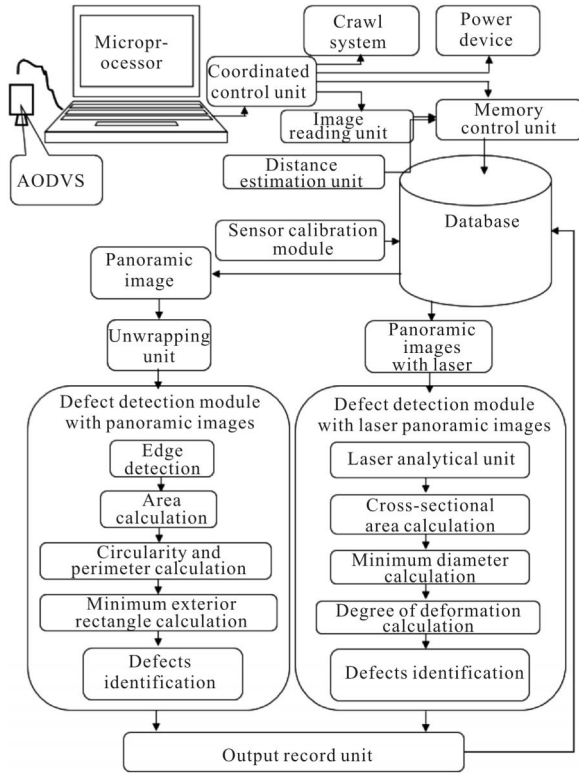 Micropr-
ocessor
Crawl
system
Power
device
Coordinated
control unit
Image
reading unit
Memory
control unit
AODVS
Distance
estimation unit
Database
Sensor calibration
module
Panoramic
image
Unwrapping
unit
Panoramic
images
with laser
Defect detection module
with panoramic images
Edge
detection
Area
calculation
Circularity and
perimeter calculation
Minimum exterior
rectangle calculation
Defects
identification
Defect detection module
with laser panoramic images
Laser analytical unit
Cross-sectional
area calculation
Minimum diameter
calculation
Degree of deformation
calculation
Defects identification
Output record unit